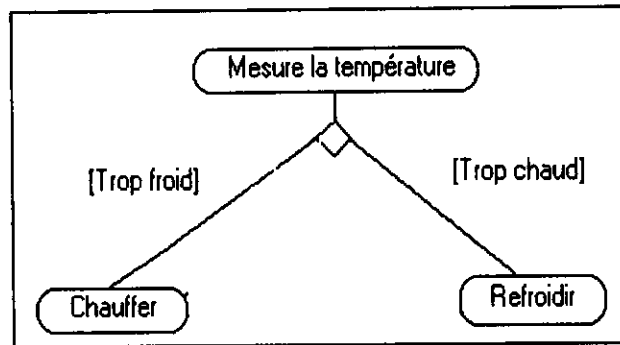 Mesure la température
[Trop froid]
[Trop chaud]
Chauffer
Refroidir